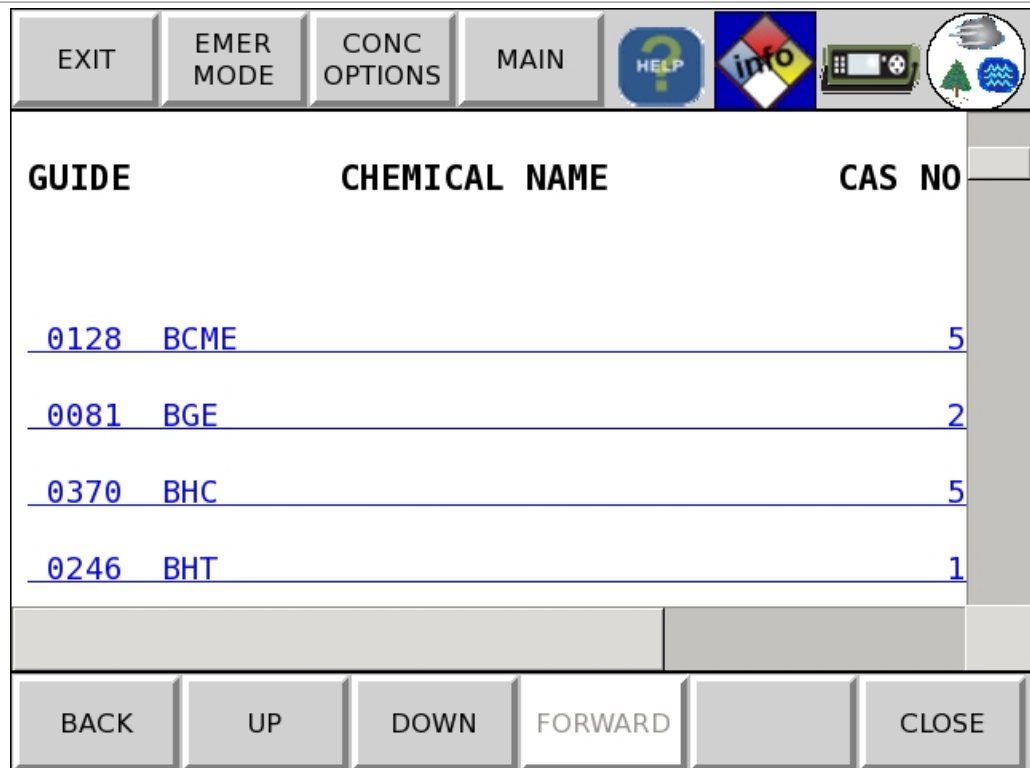 EXIT
EMER
MODE
CONC
OPTIONS
MAIN
HELP
info
GUIDE CHEMICAL NAME CAS NO
0128 BCME 5
0081 BGE 2
0370 BHC 5
0246 BHT 1
BACK UP DOWN FORWARD CLOSE